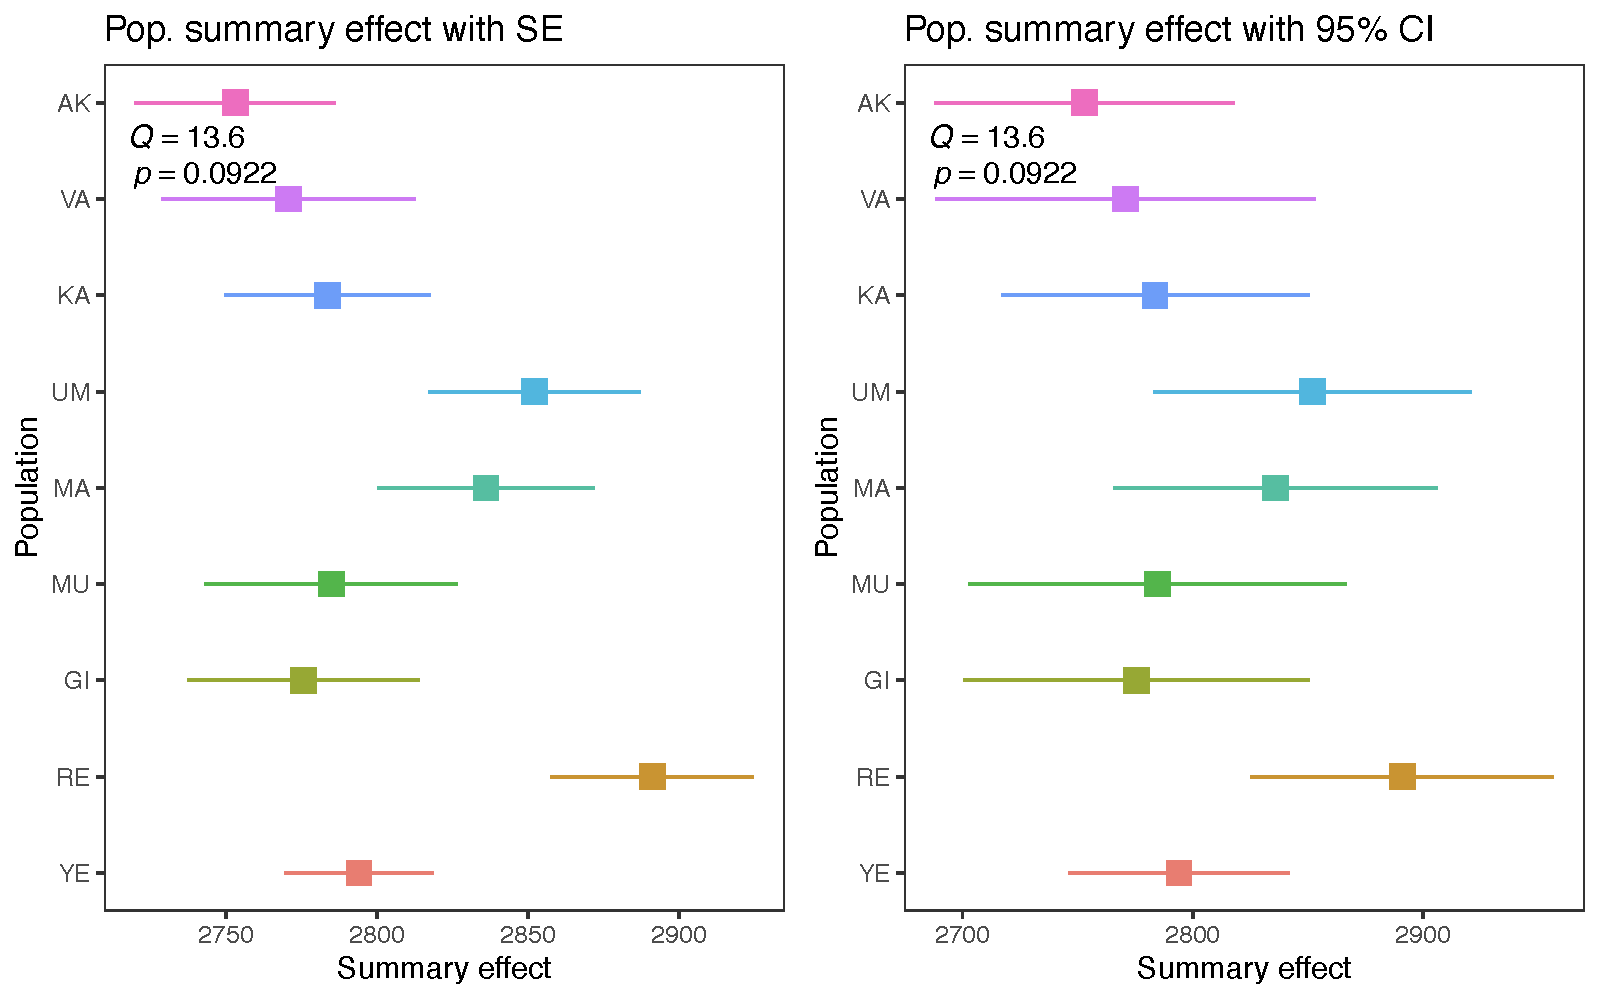 Pop. summary effect with SE
AK
Q = 13.6
p = 0.0922
VA
KA
UM
MA
MU
GI
RE
YE
Population
2750 2800 2850 2900
Summary effect
Pop. summary effect with 95% CI
AK
Q = 13.6
p = 0.0922
VA
KA
UM
MA
MU
GI
RE
YE
Population
2700 2800 2900
Summary effect